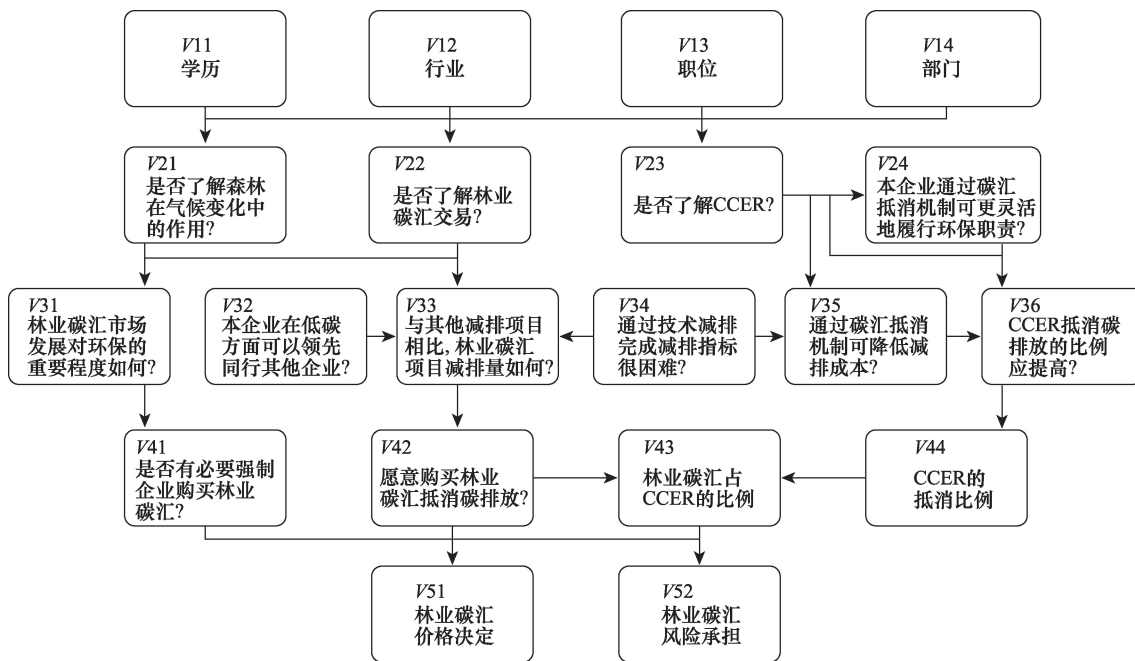 V11
学历
V12
行业
V13
职位
V14
部门
V21
是否了解森林
在气候变化中
的作用?
V22
是否了解林业
碳汇交易?
V23
是否了解CCER?
V24
本企业通过碳汇
抵消机制可更灵活
地履行环保职责?
V31
林业碳汇市场
发展对环保的
重要程度如何?
V32
本企业在低碳
方面可以领先
同行其他企业?
V33
与其他减排项目
相比,林业碳汇
项目减排量如何?
V34
通过技术减排
完成减排指标
很困难?
V35
通过碳汇抵消
机制可降低减
排成本?
V36
CCER抵消碳
排放的比例
应提高?
V41
是否有必要强制
企业购买林业
碳汇?
V42
愿意购买林业
碳汇抵消碳排放?
V43
林业碳汇占
CCER的比例
V44
CCER的
抵消比例
V51
林业碳汇
价格决定
V52
林业碳汇
风险承担